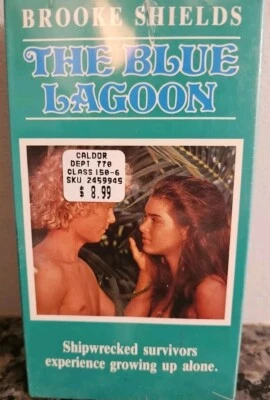 BROOKE SHIELDS
THE BLUE
LAGOON
CALDOR
DEPT 770
CLASS 150-6
SKU 2459945
$ 8.99
Shipwrecked survivors
experience growing up alone.